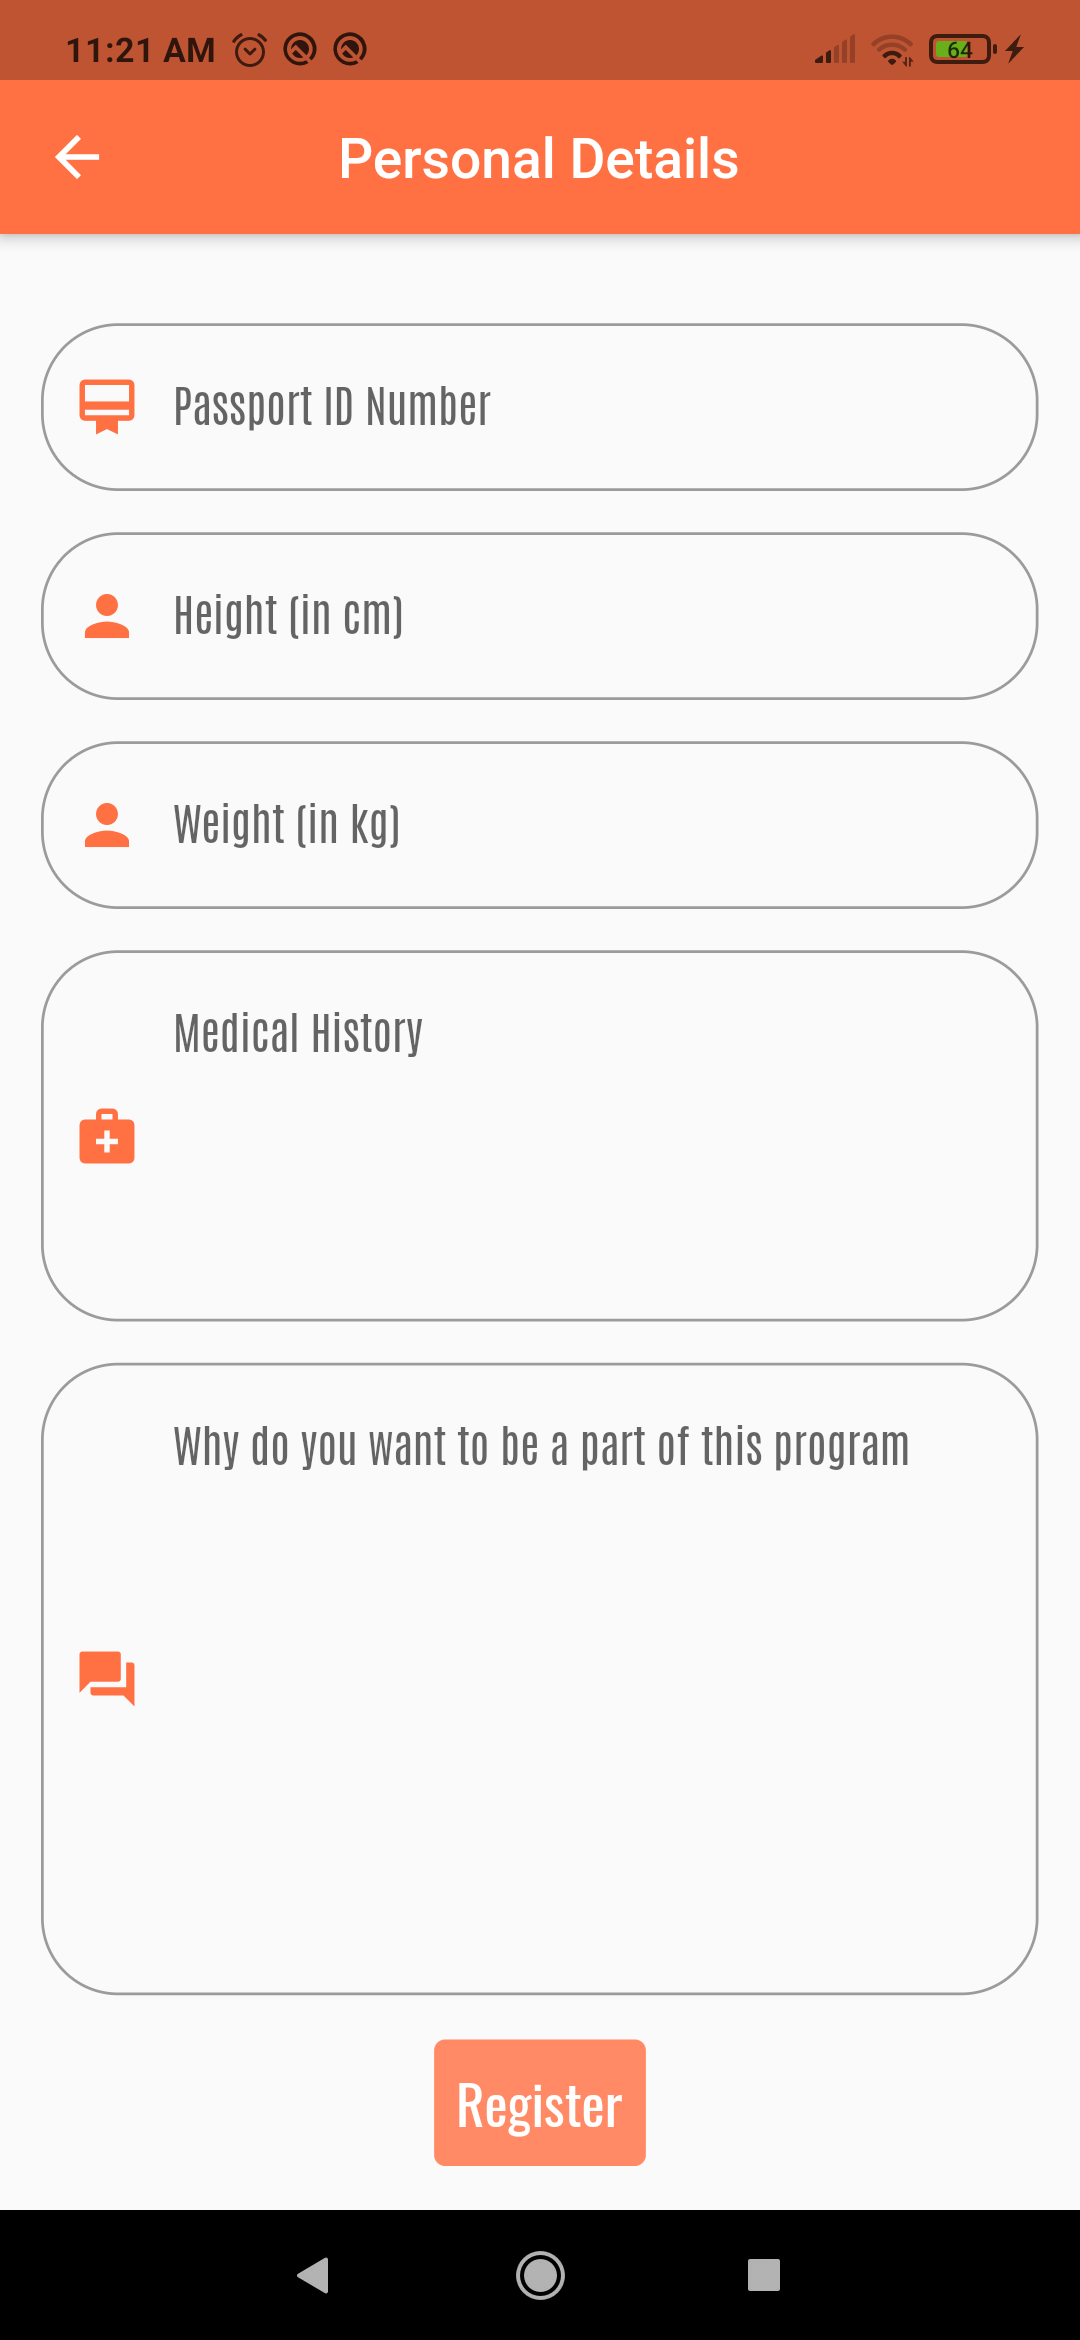 11:21 AM
64
Personal Details
Passport ID Number
Height (in cm)
Weight (in kg)
Medical History
Why do you want to be a part of this program
Register